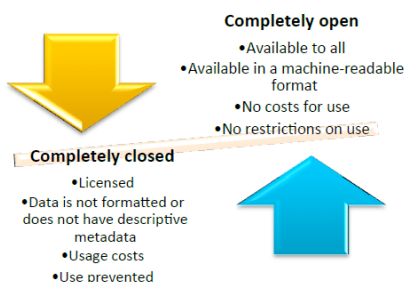 Completely open
•Available to all
•Available in a machine-readable
format
•No costs for use
•No restrictions on use
Completely closed
•Licensed
•Data is not formatted or
does not have descriptive
metadata
•Usage costs
•Use prevented